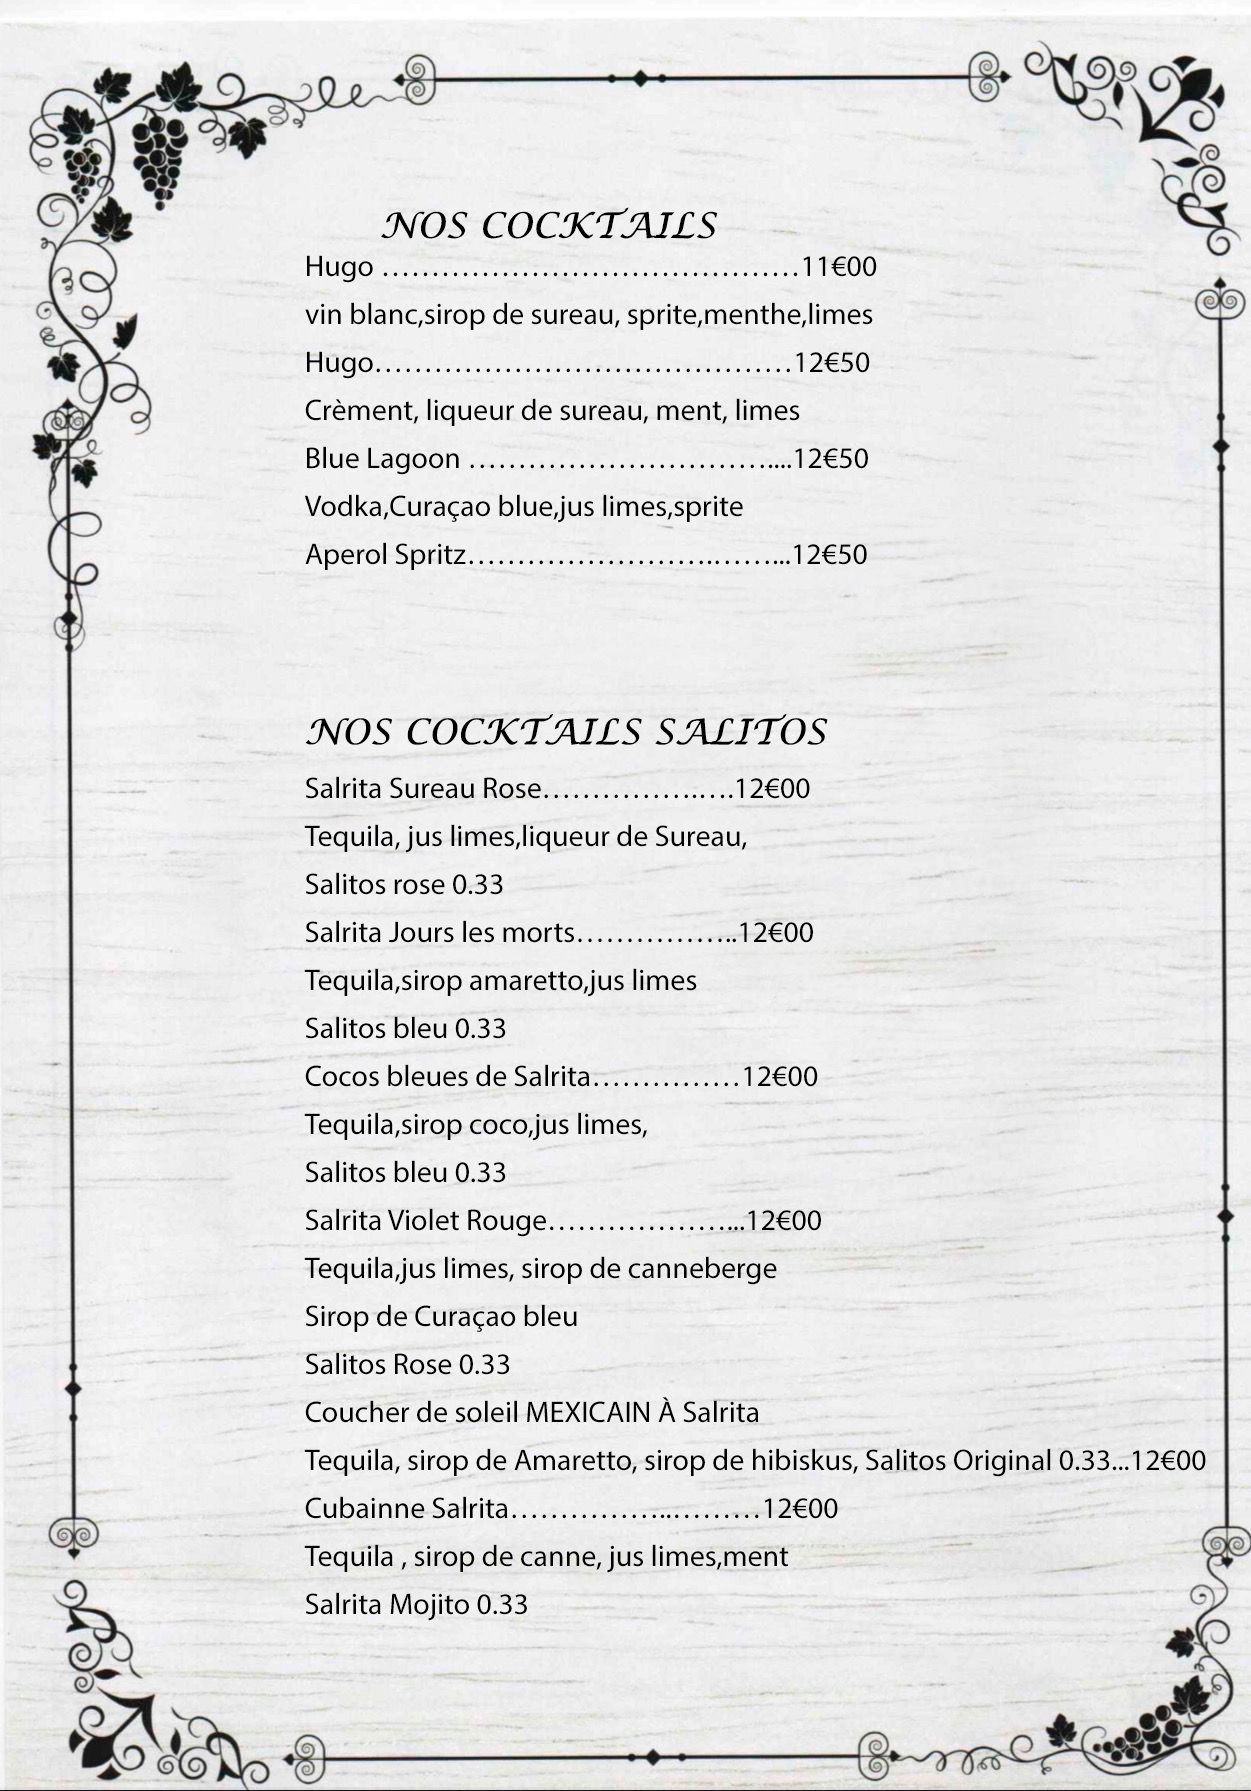 NOS COCKTAILS
Hugo ……………………………………11€00
vin blanc,sirop de sureau, sprite,menthe,limes
Hugo……………………………………12€50
Crèment, liqueur de sureau, ment, limes
Blue Lagoon …………………………....12€50
Vodka,Curaçao blue,jus limes,sprite
Aperol Spritz…………………….……...12€50
NOS COCKTAILS SALITOS
Salrita Sureau Rose…………….….12€00
Tequila, jus limes,liqueur de Sureau,
Salitos rose 0.33
Salrita Jours les morts……………..12€00
Tequila,sirop amaretto,jus limes
Salitos bleu 0.33
Cocos bleues de Salrita……………12€00
Tequila,sirop coco,jus limes,
Salitos bleu 0.33
Salrita Violet Rouge………………...12€00
Tequila,jus limes, sirop de canneberge
Sirop de Curaçao bleu
Salitos Rose 0.33
Coucher de soleil MEXICAIN À Salrita
Tequila, sirop de Amaretto, sirop de hibiskus, Salitos Original 0.33...12€00
Cubainne Salrita……………..………12€00
Tequila , sirop de canne, jus limes,ment
Salrita Mojito 0.33